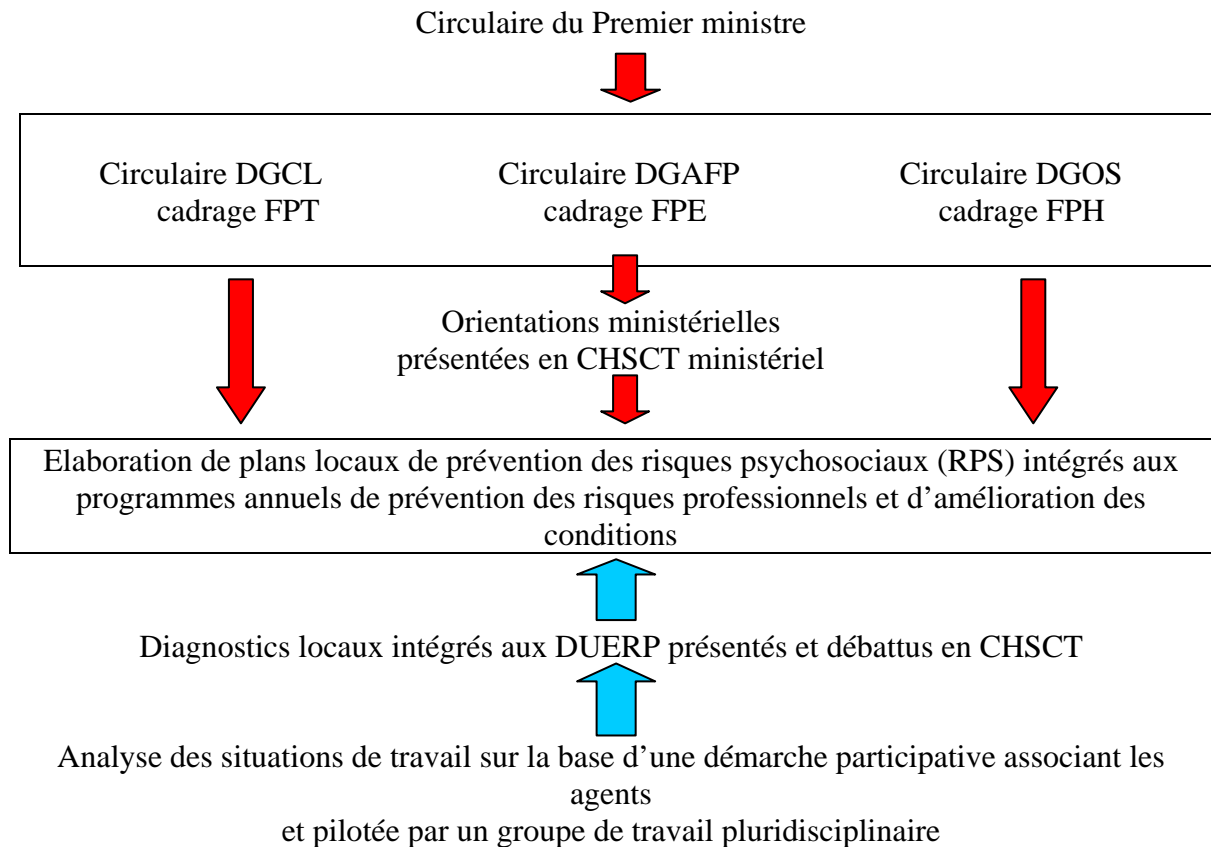 Circulaire du Premier ministre
Circulaire DGCL
cadrage FPT
Circulaire DGAFP
cadrage FPE
Circulaire DGOS
cadrage FPH
Orientations ministérielles
présentées en CHSCT ministériel
Elaboration de plans locaux de prévention des risques psychosociaux (RPS) intégrés aux
programmes annuels de prévention des risques professionnels et d’amélioration des
conditions
Diagnostics locaux intégrés aux DUERP présentés et débattus en CHSCT
Analyse des situations de travail sur la base d’une démarche participative associant les
agents
et pilotée par un groupe de travail pluridisciplinaire